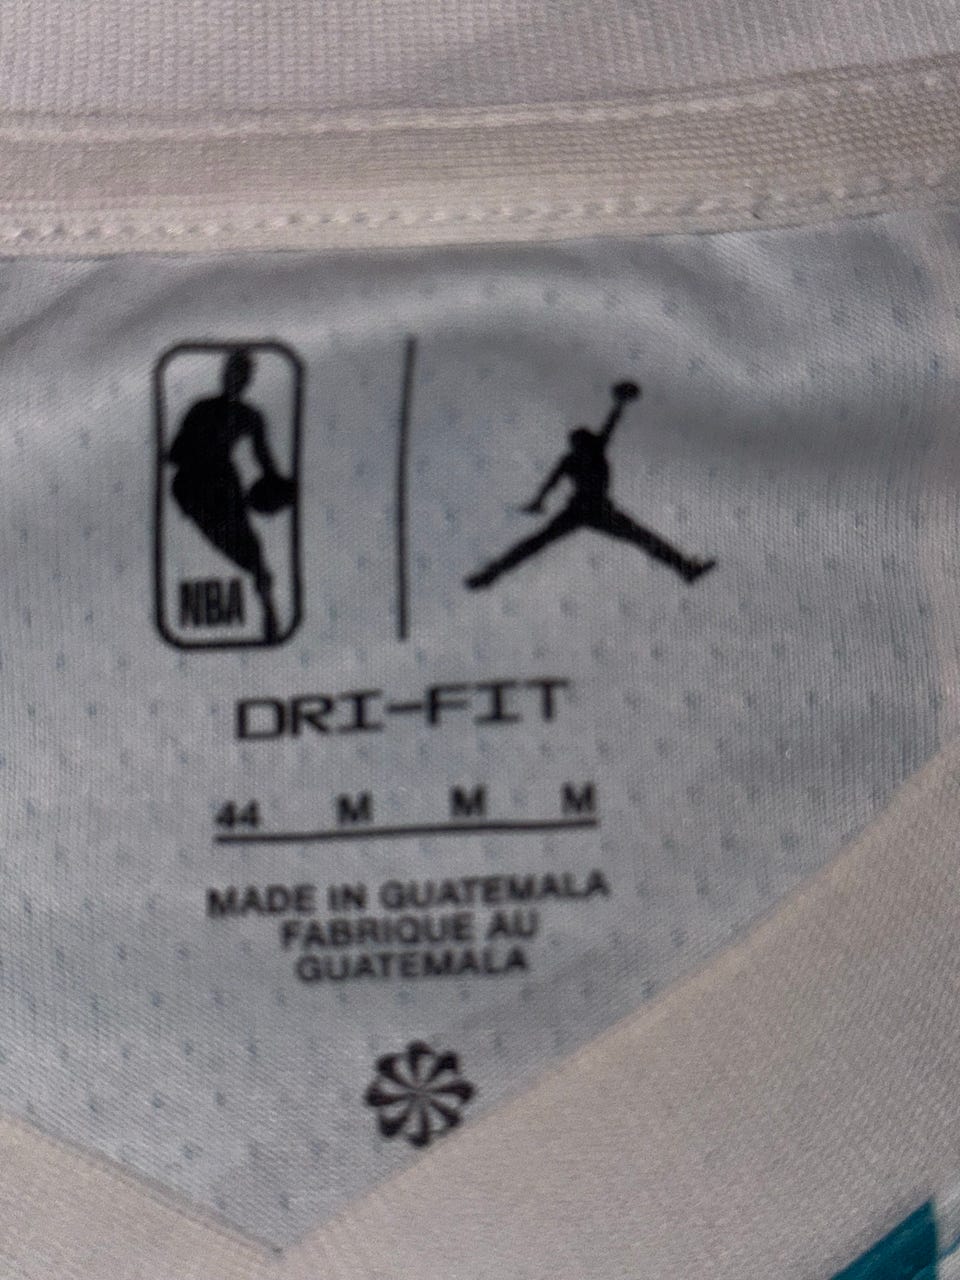 NBA
DRI-FIT
44 M M M
MADE IN GUATEMALA
FABRIQUE AU
GUATEMALA